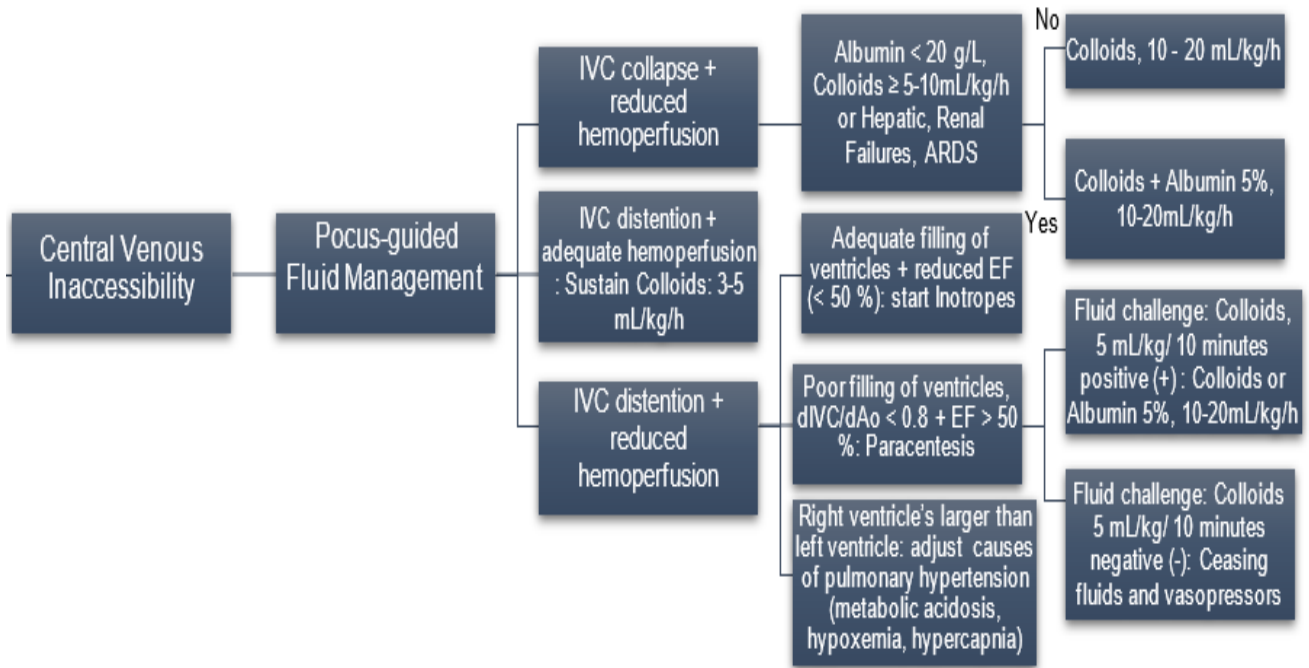 Central Venous
Inaccessibility
Pocus-guided
Fluid Management
IVC collapse +
reduced
hemoperfusion
Albumin < 20 g/L,
Colloids ≥ 5-10mL/kg/h
or Hepatic, Renal
Failures, ARDS
No
Colloids, 10 - 20 mL/kg/h
Yes
Colloids + Albumin 5%,
10-20mL/kg/h
IVC distention +
adequate hemoperfusion
: Sustain Colloids: 3-5
mL/kg/h
IVC distention +
reduced
hemoperfusion
Adequate filling of
ventricles + reduced EF
(< 50 %): start Inotropes
Poor filling of ventricles,
dIVC/dAo < 0.8 + EF > 50
%: Paracentesis
Fluid challenge: Colloids,
5 mL/kg/ 10 minutes
positive (+) : Colloids or
Albumin 5%, 10-20mL/kg/h
Fluid challenge: Colloids
5 mL/kg/ 10 minutes
negative (-): Ceasing
fluids and vasopressors
Right ventricle's larger than
left ventricle: adjust causes
of pulmonary hypertension
(metabolic acidosis,
hypoxemia, hypercapnia)